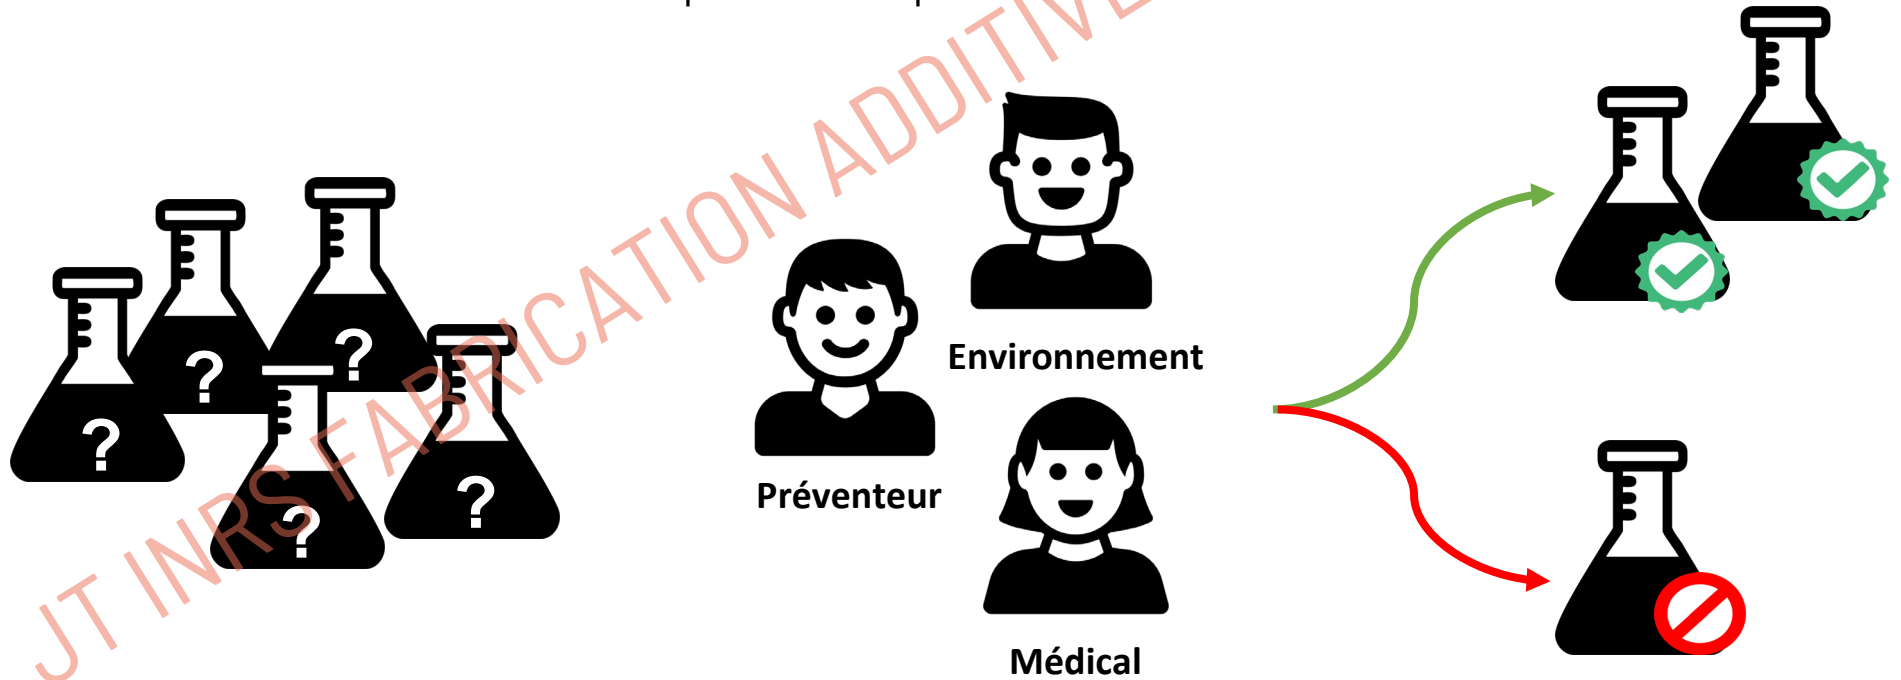 JT INRS FABRICATION ADDITIVE
?
?
?
?
?
?
Environnement
Préventeur
Médical